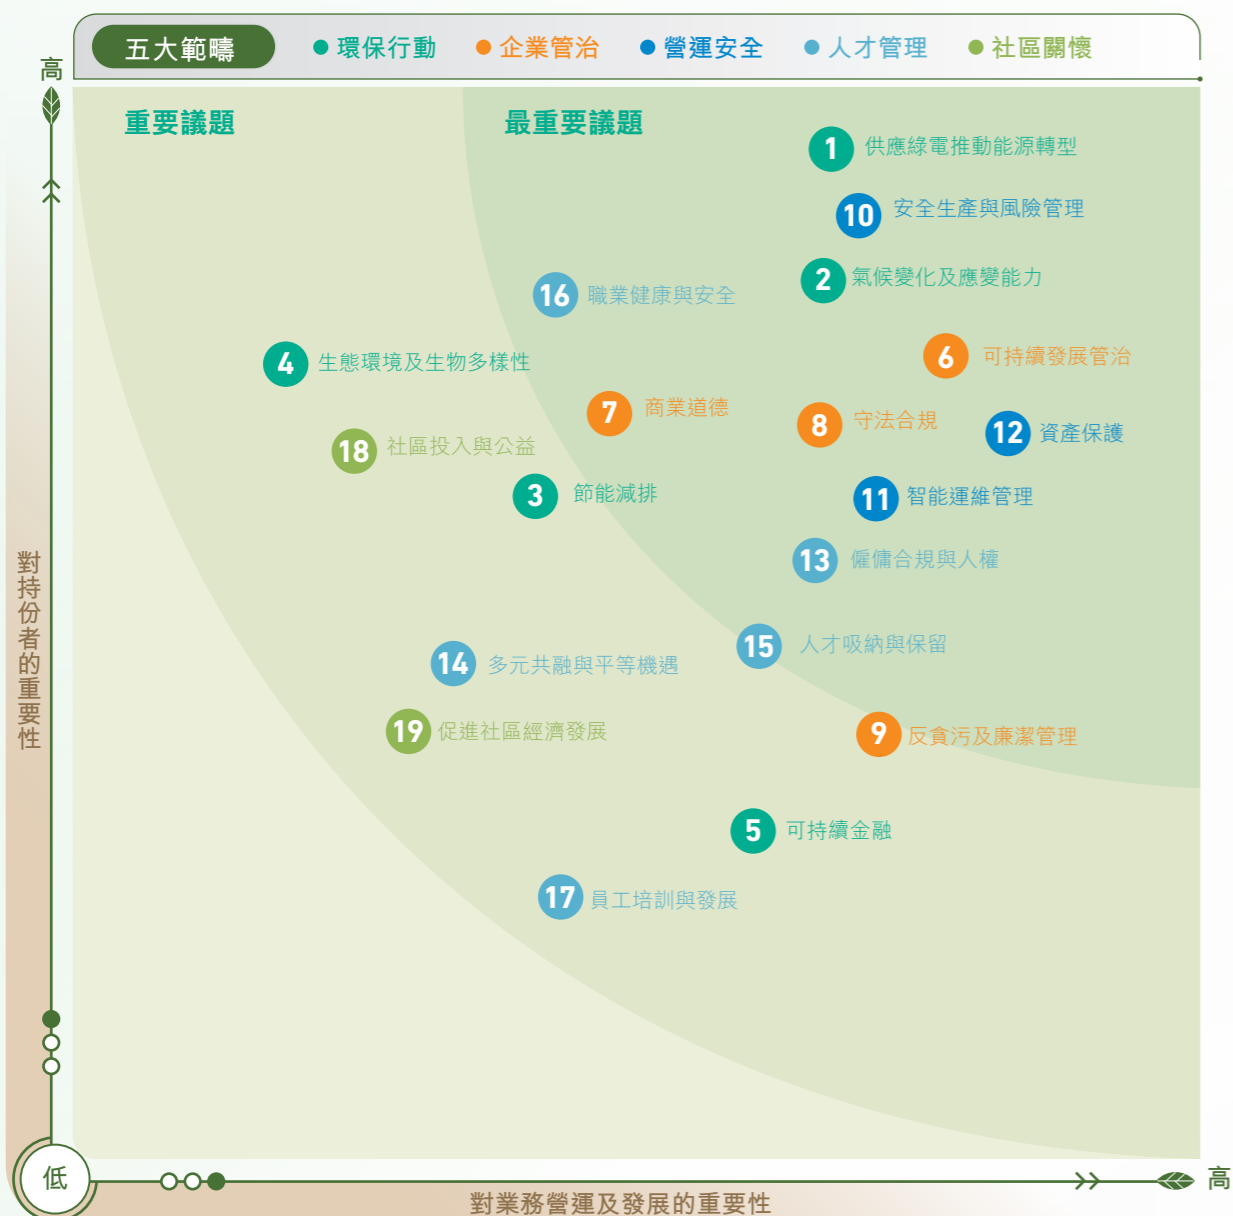 五大範疇 環保行動 企業管治 營運安全 人才管理 社區關懷
高
重要議題 最重要議題
1 供應綠電推動能源轉型
10 安全生產與風險管理
2 氣候變化及應變能力
16 職業健康與安全
6 可持續發展管治
4 生態環境及生物多樣性
7 商業道德
8 守法合規
12 資產保護
18 社區投入與公益
3 節能減排
11 智能運維管理
13 僱傭合規與人權
15 人才吸納與保留
14 多元共融與平等機遇
19 促進社區經濟發展
9 反貪污及廉潔管理
5 可持續金融
17 員工培訓與發展
對持份者的重要性
低
高
對業務營運及發展的重要性